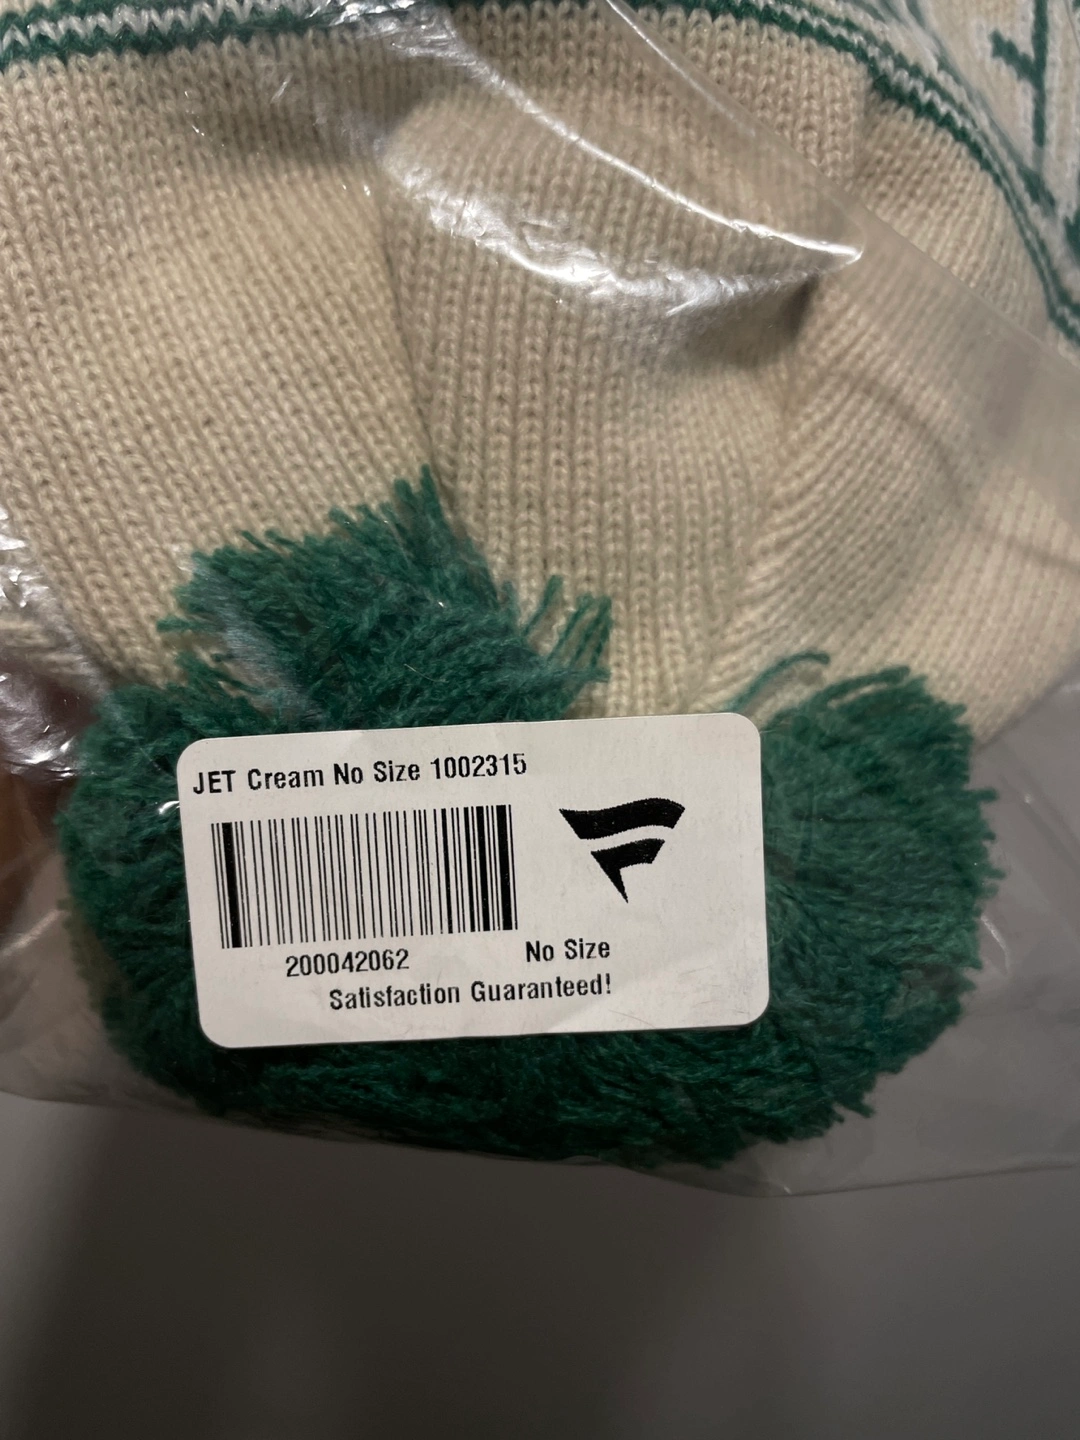 JET Cream No Size 1002315
200042062
No Size
Satisfaction Guaranteed!